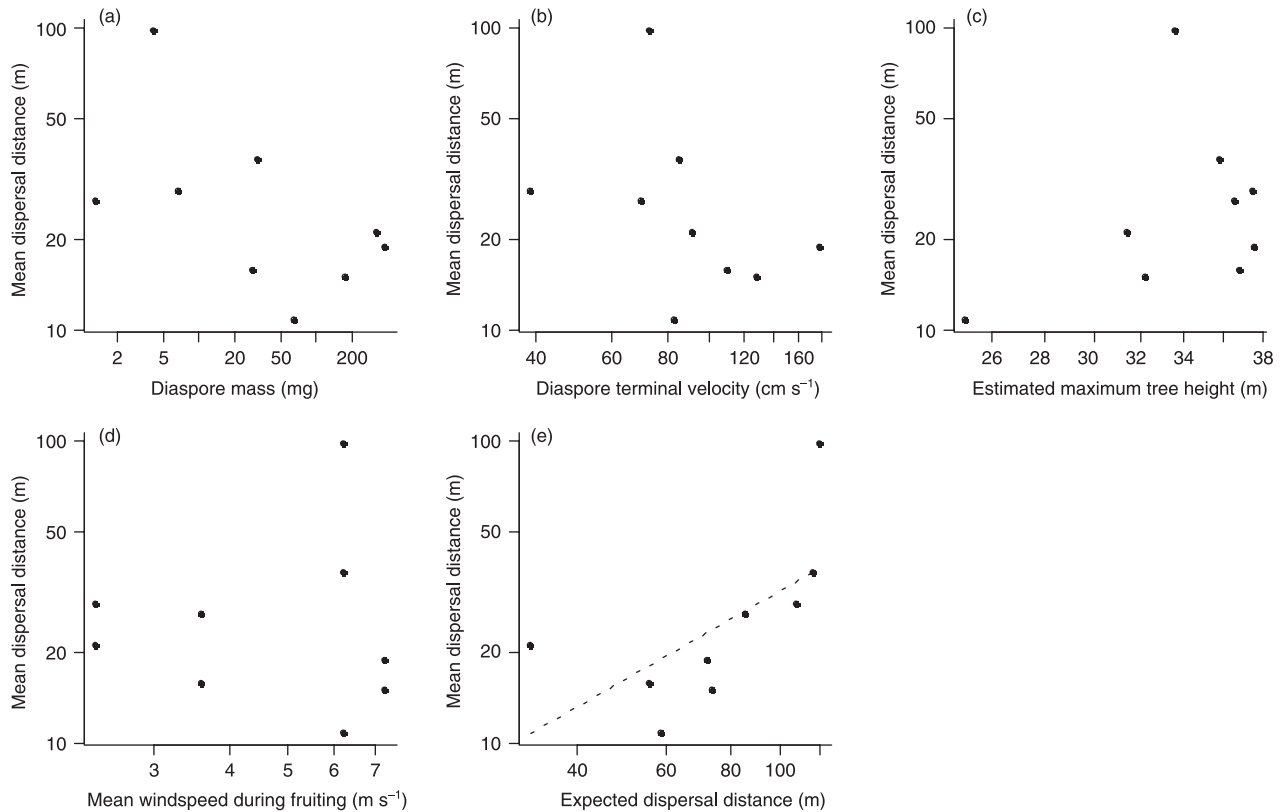 (a)
Mean dispersal distance (m)
100
50
20
10
2 5 20 50 200
Diaspore mass (mg)
(b)
Mean dispersal distance (m)
100
50
20
10
40 60 80 120 160
Diaspore terminal velocity (cm s⁻¹)
(c)
Mean dispersal distance (m)
100
50
20
10
26 28 30 32 34 38
Estimated maximum tree height (m)
(d)
Mean dispersal distance (m)
100
50
20
10
3 4 5 6 7
Mean windspeed during fruiting (m s⁻¹)
(e)
Mean dispersal distance (m)
100
50
20
10
40 60 80 100
Expected dispersal distance (m)